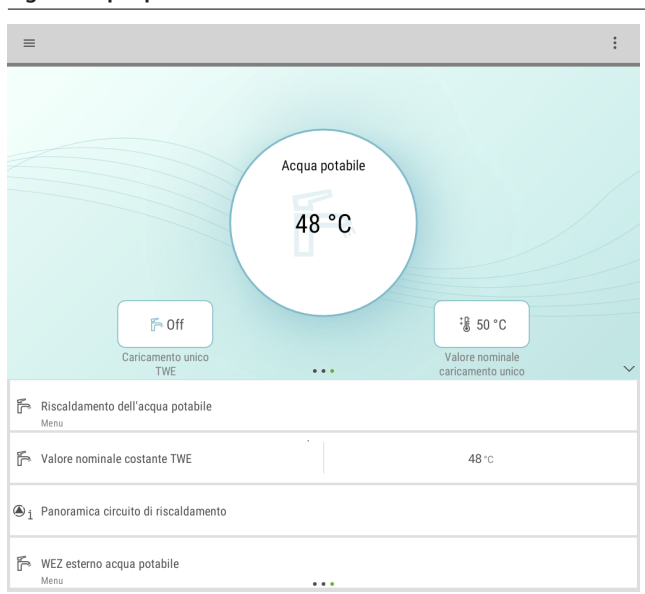 Acqua potabile
48 °C
Off
50 °C
Caricamento unico
TWE
Valore nominale
caricamento unico
Riscaldamento dell'acqua potabile
Menu
Valore nominale costante TWE
48 °C
i
Panoramica circuito di riscaldamento
WEZ esterno acqua potabile
Menu